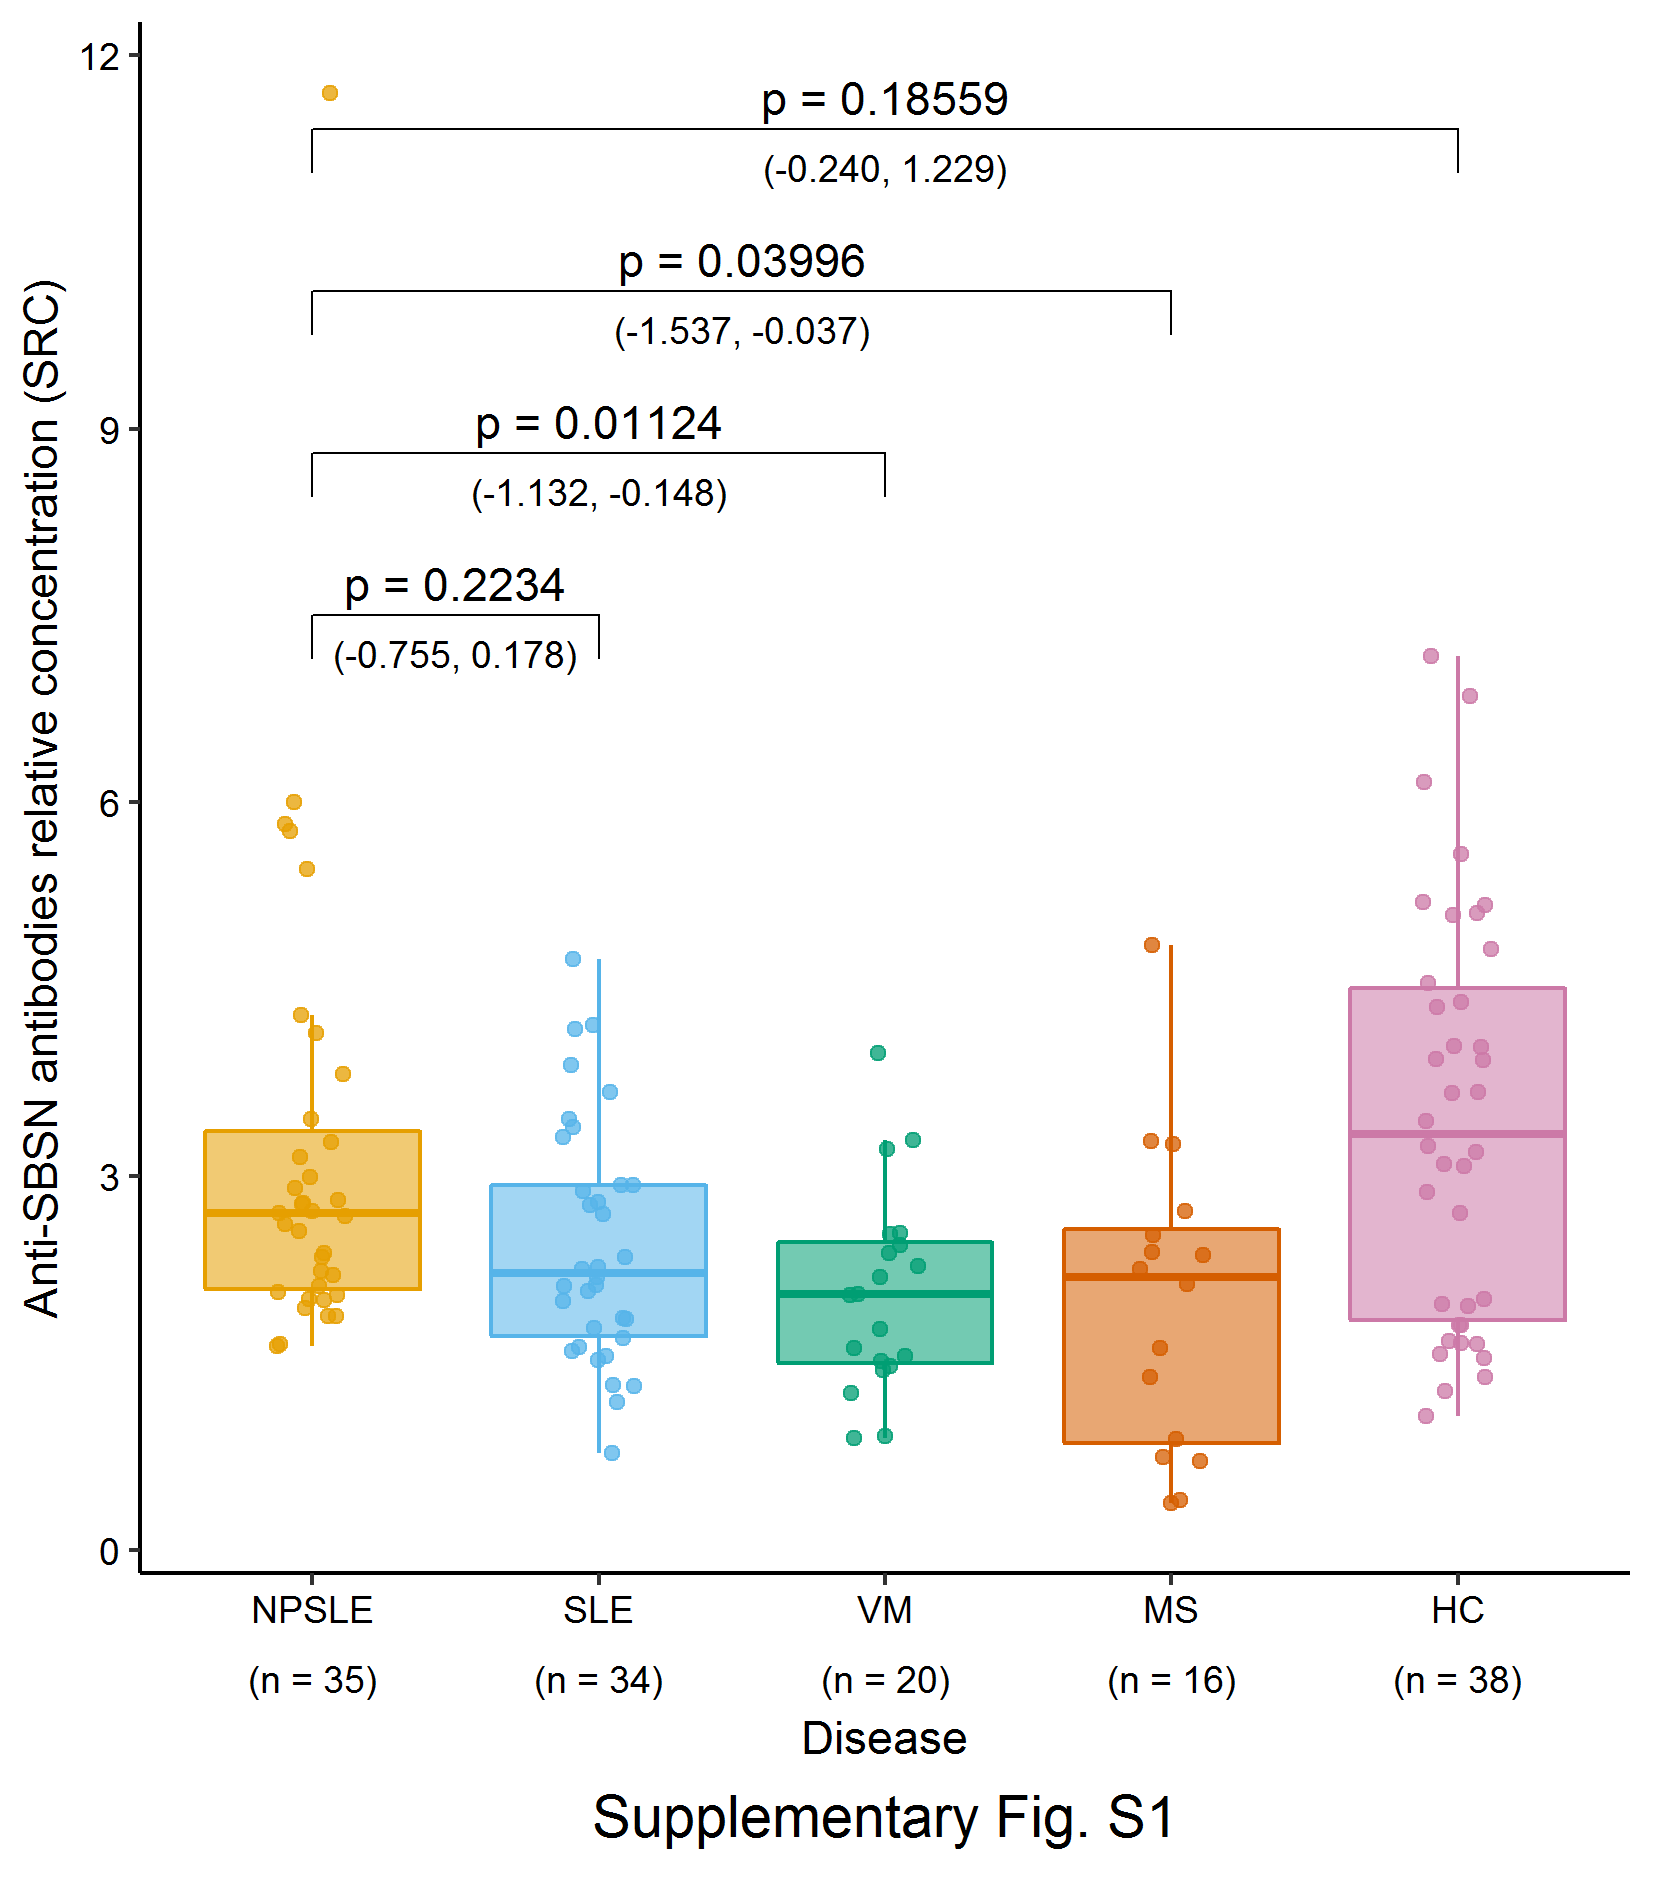 12
p = 0.18559
(-0.240, 1.229)
p = 0.03996
(-1.537, -0.037)
9
p = 0.01124
(-1.132, -0.148)
p = 0.2234
(-0.755, 0.178)
6
3
0
Anti-SBSN antibodies relative concentration (SRC)
NPSLE SLE VM MS HC
(n = 35) (n = 34) (n = 20) (n = 16) (n = 38)
Disease
Supplementary Fig. S1